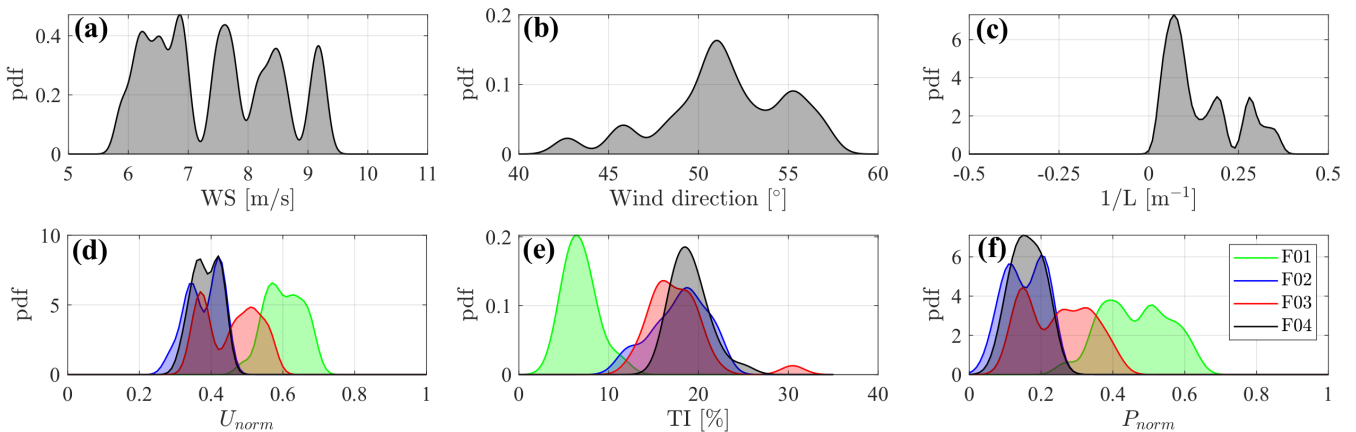 (a)
pdf
0.4
0.2
0
5 6 7 8 9 10 11
WS [m/s]
(b)
pdf
0.2
0.1
0
40 45 50 55 60
Wind direction [°]
(c)
pdf
6
4
2
0
-0.5 -0.25 0 0.25 0.5
1/L [m⁻¹]
(d)
pdf
10
5
0
0 0.2 0.4 0.6 0.8 1
U_norm
(e)
pdf
0.2
0.1
0
0 10 20 30 40
TI [%]
(f)
pdf
6
4
2
0
0 0.2 0.4 0.6 0.8 1
P_norm
F01
F02
F03
F04